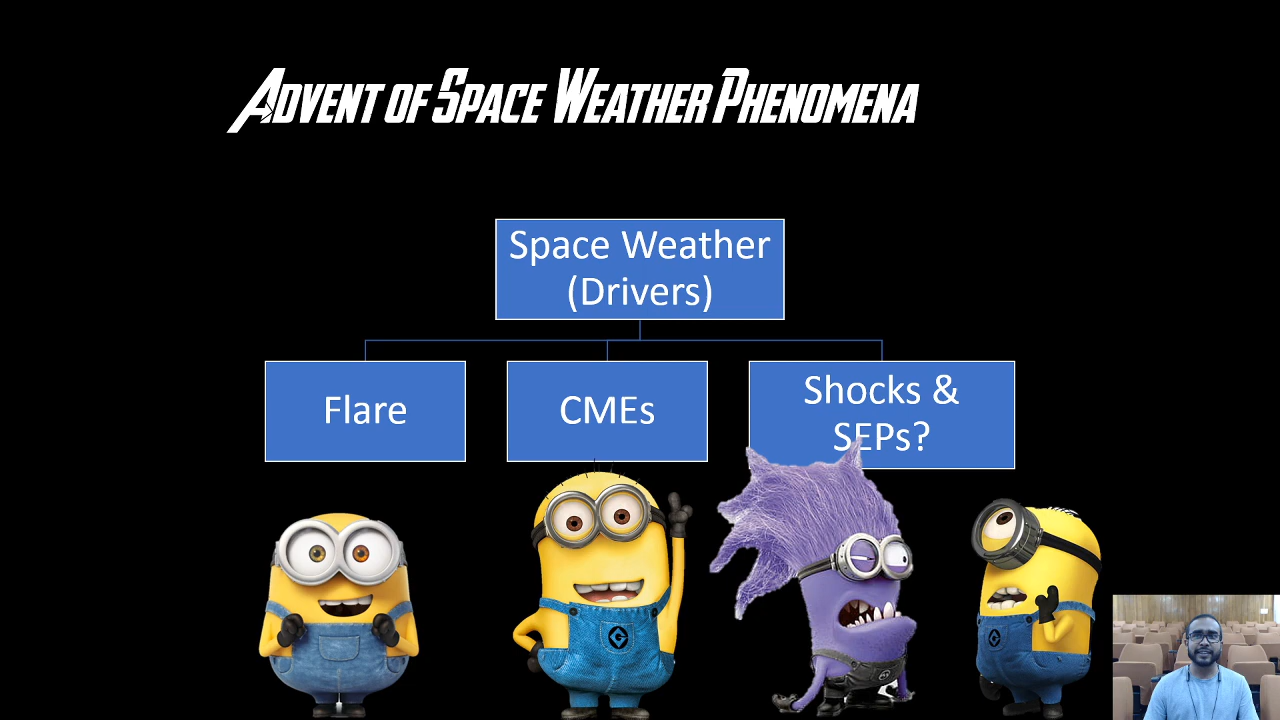 ADVENT OF SPACE WEATHER PHENOMENA
Space Weather
(Drivers)
Flare
CMEs
Shocks &
SEPs?